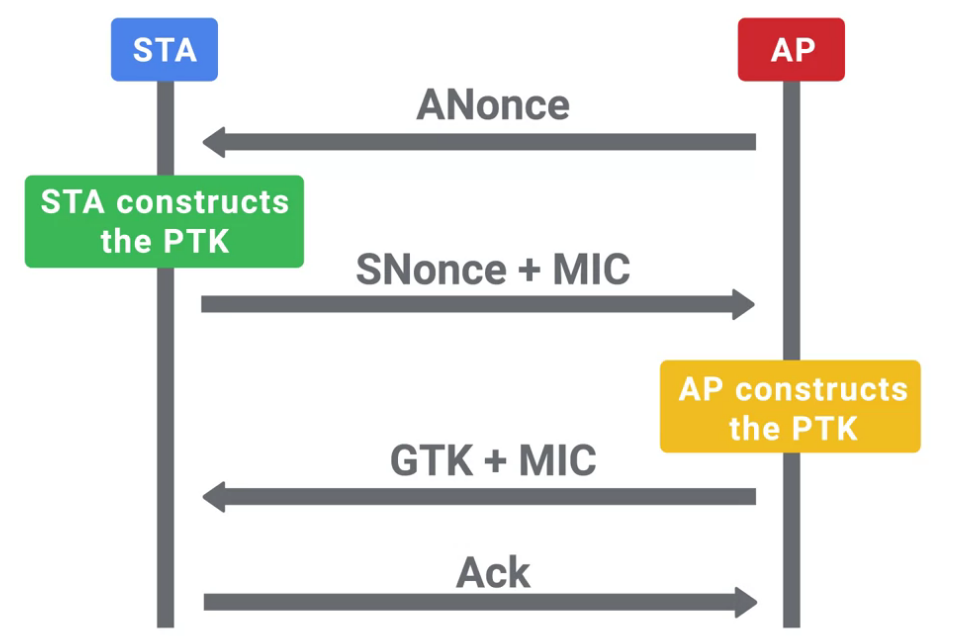 STA
AP
ANonce
STA constructs
the PTK
SNonce + MIC
AP constructs
the PTK
GTK + MIC
Ack